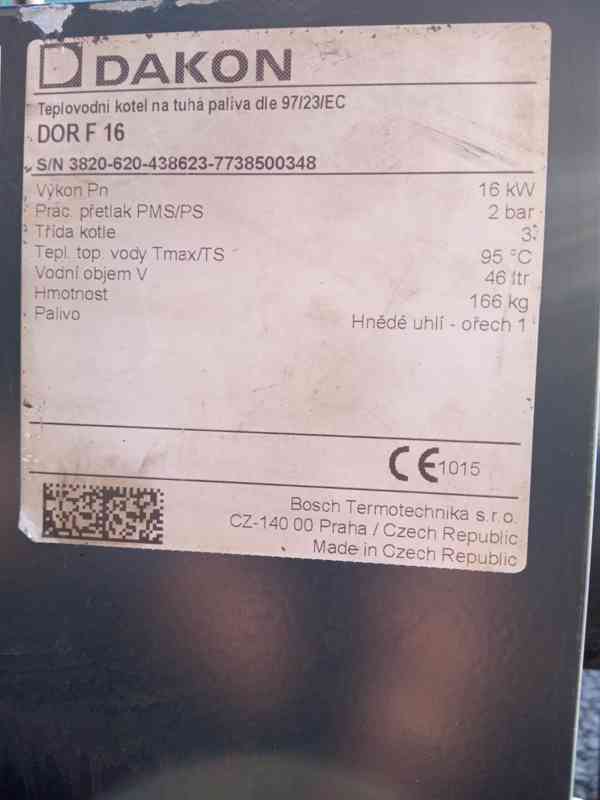 DAKON
Teplovodní kotel na tuhá paliva dle 97/23/EC
DOR F 16
S/N 3820-620-438623-7738500348
Výkon Pn 16 kW
Prac. přetlak PMS/PS 2 bar
Třída kotle 3
Tepl. top. vody Tmax/TS 95 °C
Vodní objem V 46 ltr
Hmotnost 166 kg
Palivo Hnědé uhlí - ořech 1
CE 1015
Bosch Termotechnika s.r.o.
CZ-140 00 Praha / Czech Republic
Made in Czech Republic